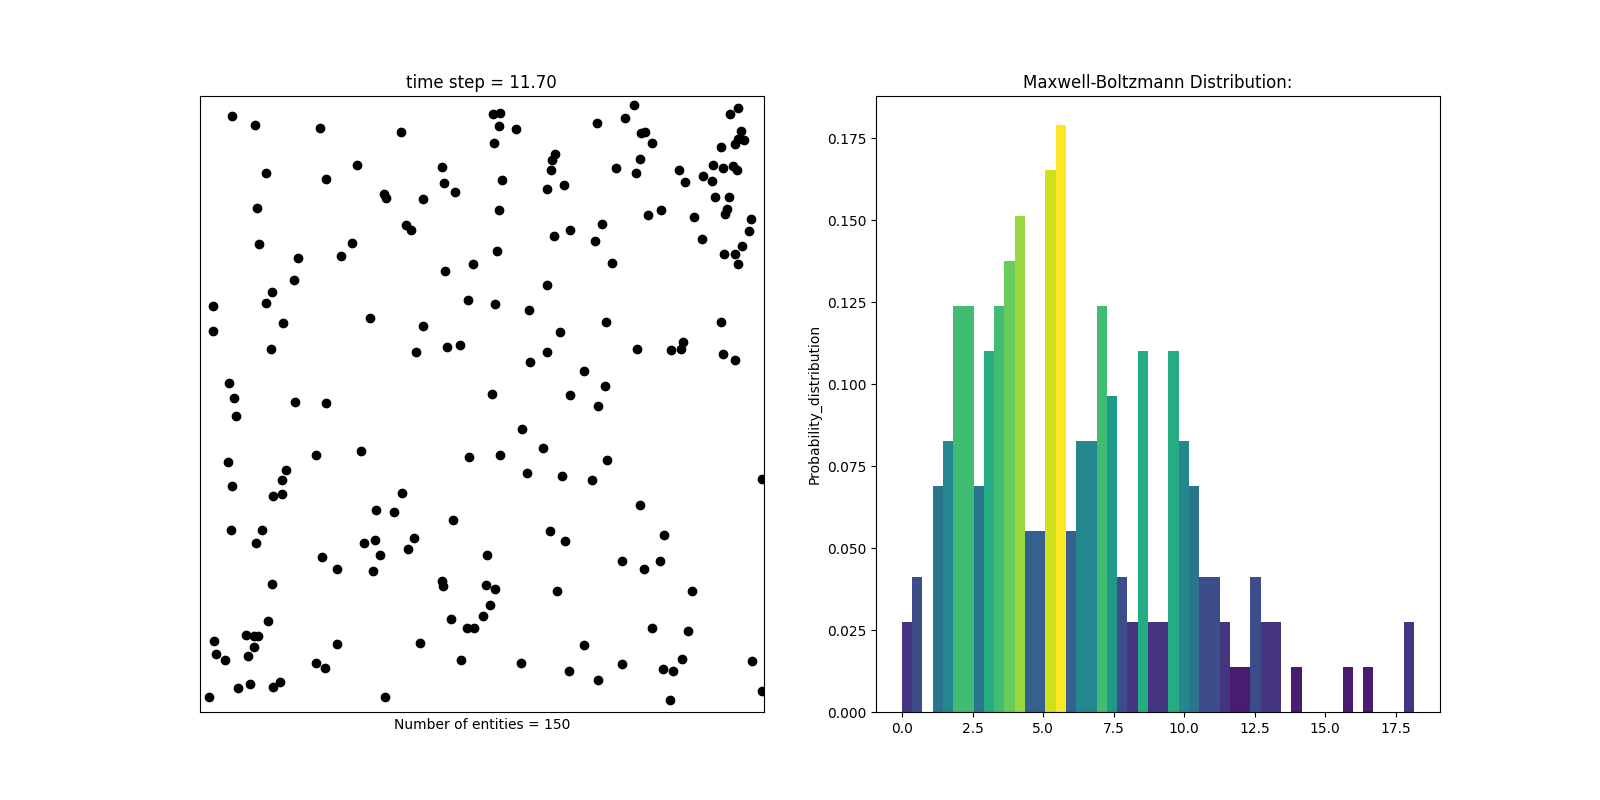 time step = 11.70
Number of entities = 150
Maxwell-Boltzmann Distribution:
Probability_distribution
0.175
0.150
0.125
0.100
0.075
0.050
0.025
0.000
0.0 2.5 5.0 7.5 10.0 12.5 15.0 17.5